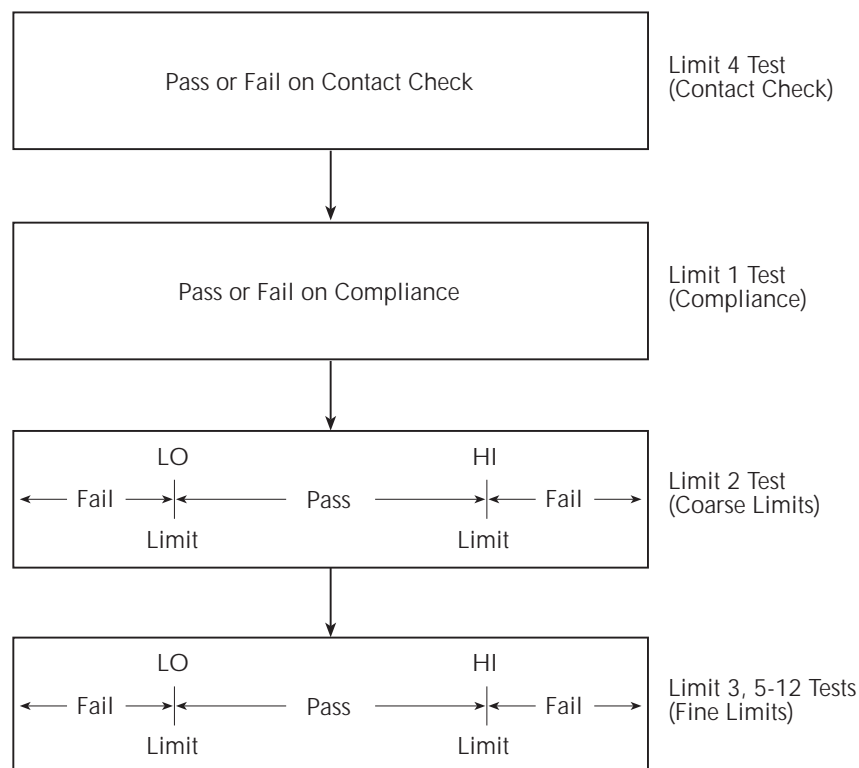 Pass or Fail on Contact Check
Limit 4 Test
(Contact Check)
Pass or Fail on Compliance
Limit 1 Test
(Compliance)
LO HI
Fail Pass Fail
Limit Limit
Limit 2 Test
(Coarse Limits)
LO HI
Fail Pass Fail
Limit Limit
Limit 3, 5-12 Tests
(Fine Limits)